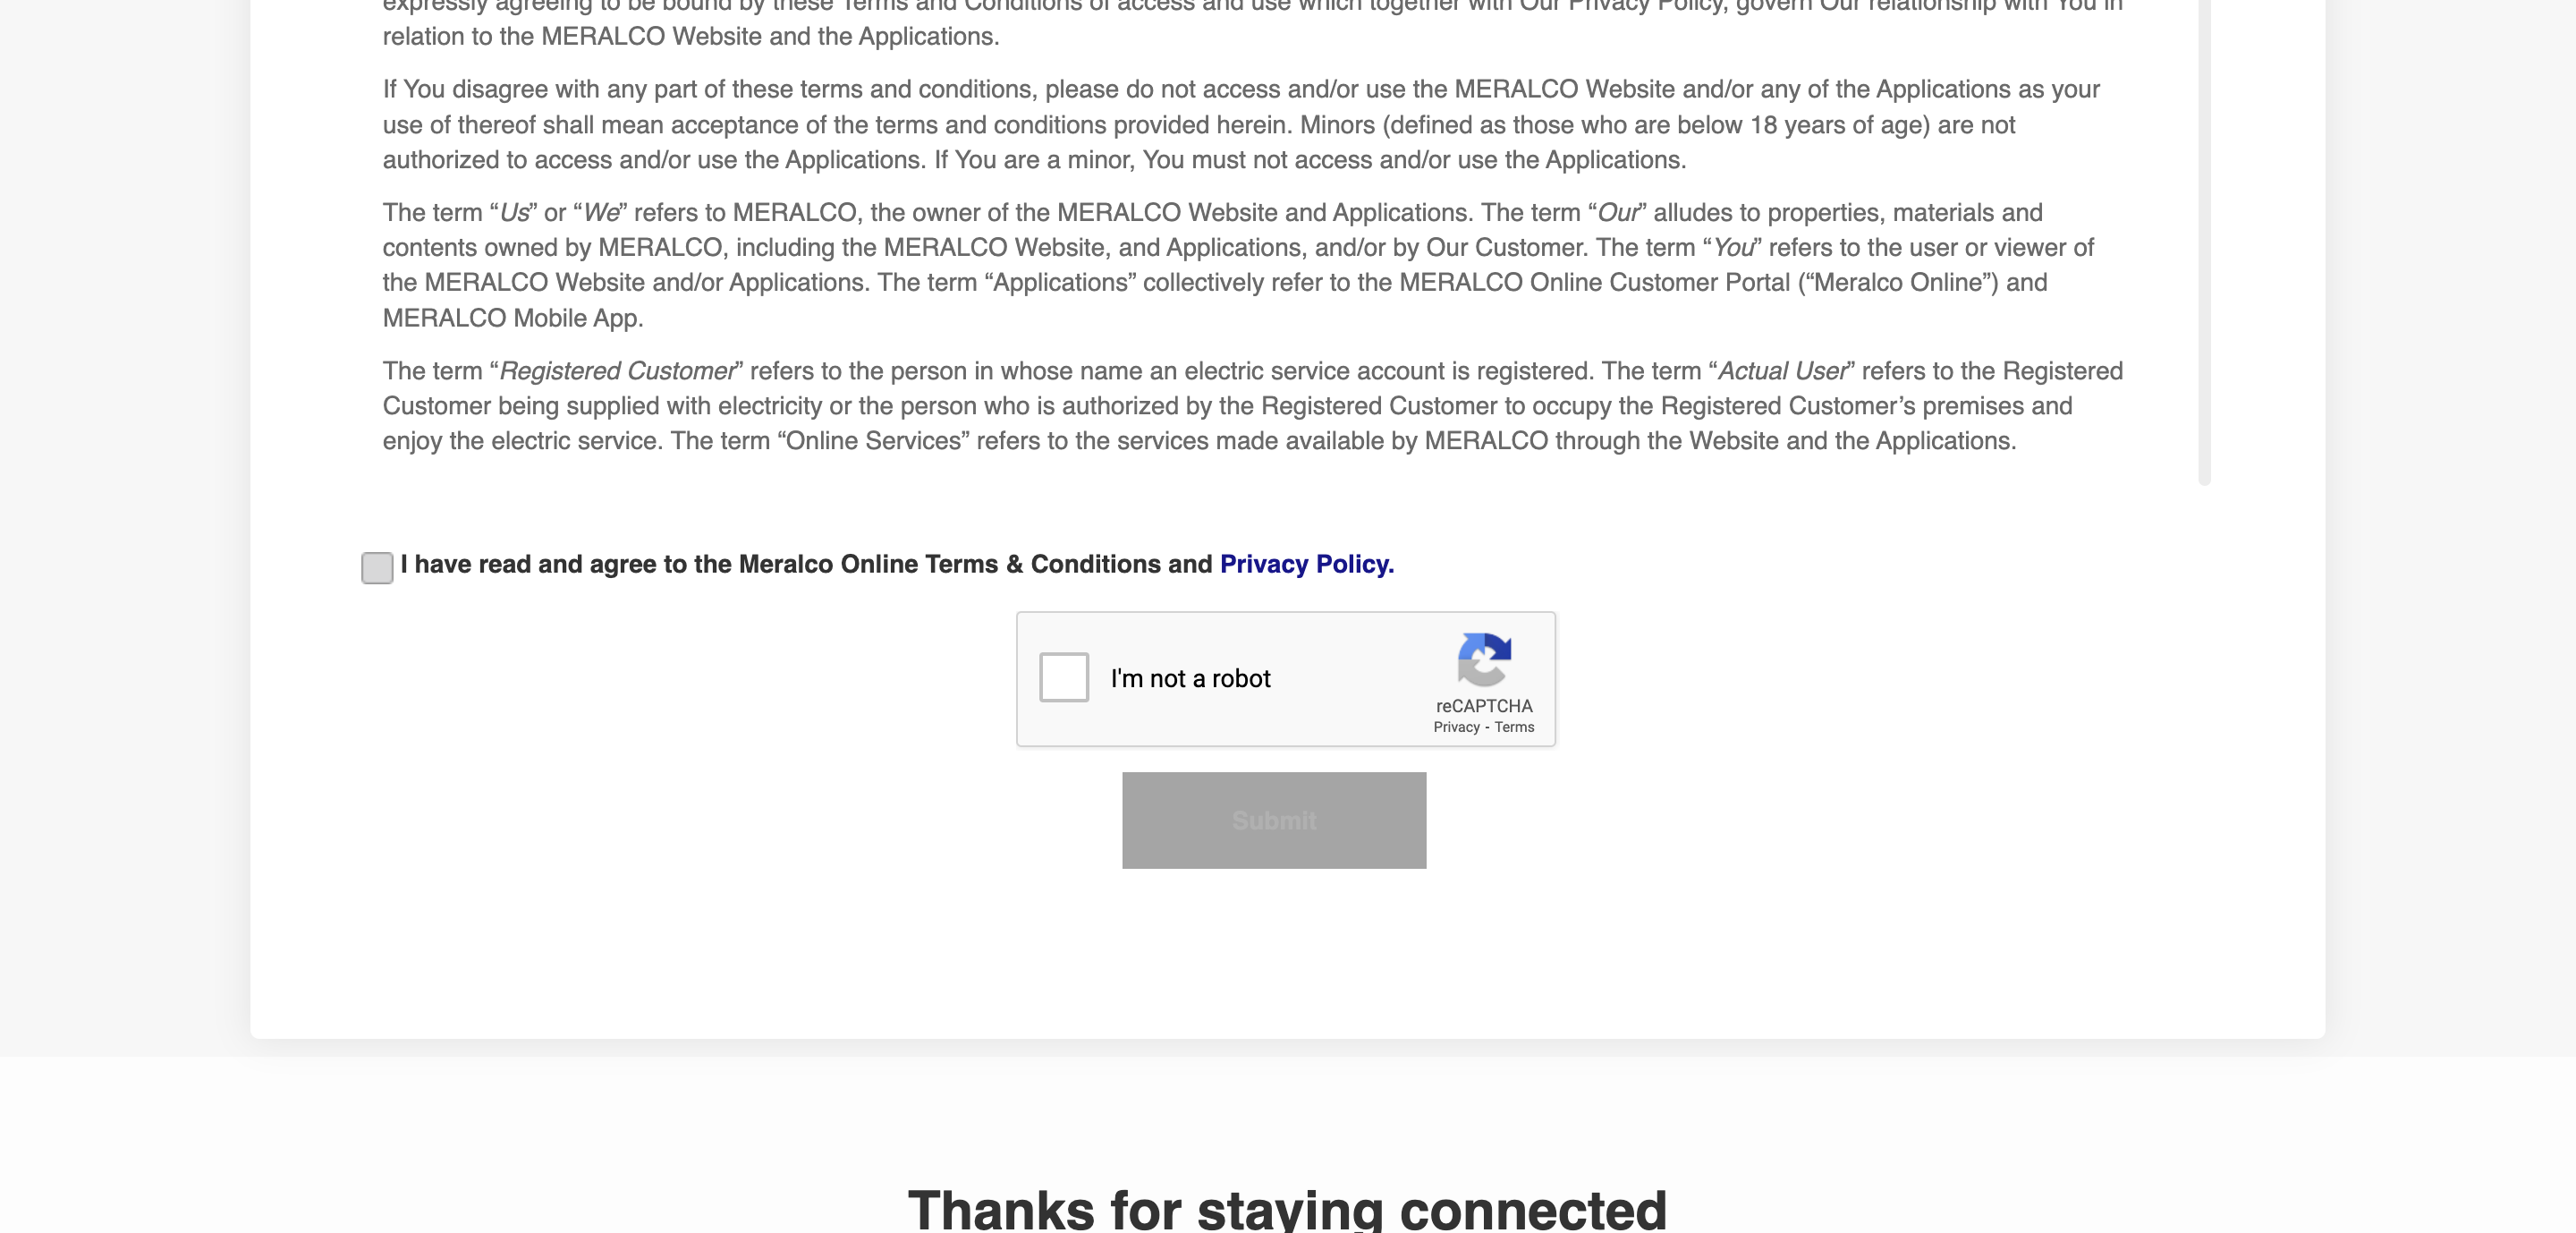 expressly agreeing to be bound by these Terms and Conditions of access and use which together with Our Privacy Policy, govern Our relationship with You in
relation to the MERALCO Website and the Applications.
If You disagree with any part of these terms and conditions, please do not access and/or use the MERALCO Website and/or any of the Applications as your
use of thereof shall mean acceptance of the terms and conditions provided herein. Minors (defined as those who are below 18 years of age) are not
authorized to access and/or use the Applications. If You are a minor, You must not access and/or use the Applications.
The term “Us” or “We” refers to MERALCO, the owner of the MERALCO Website and Applications. The term “Our” alludes to properties, materials and
contents owned by MERALCO, including the MERALCO Website, and Applications, and/or by Our Customer. The term “You” refers to the user or viewer of
the MERALCO Website and/or Applications. The term “Applications” collectively refer to the MERALCO Online Customer Portal (“Meralco Online”) and
MERALCO Mobile App.
The term “Registered Customer” refers to the person in whose name an electric service account is registered. The term “Actual User” refers to the Registered
Customer being supplied with electricity or the person who is authorized by the Registered Customer to occupy the Registered Customer’s premises and
enjoy the electric service. The term “Online Services” refers to the services made available by MERALCO through the Website and the Applications.
I have read and agree to the Meralco Online Terms & Conditions and Privacy Policy.
I'm not a robot
reCAPTCHA
Privacy - Terms
Submit
Thanks for staying connected